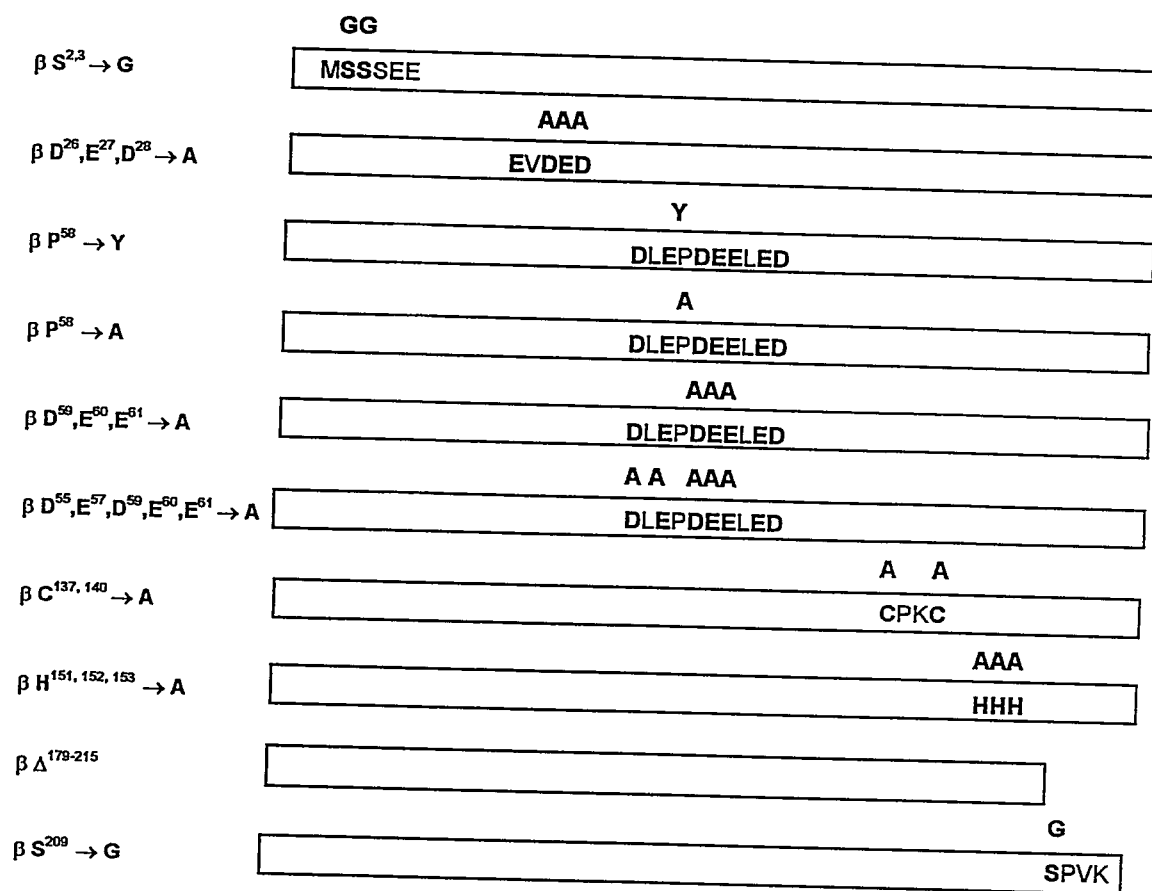 GG
β S2,3 → G
MSSSEE
AAA
β D26,E27,D28 → A
EVDED
Y
β P58 → Y
DLEPDEELED
A
β P58 → A
DLEPDEELED
AAA
β D59,E60,E61 → A
DLEPDEELED
A A AAA
β D55,E57,D59,E60,E61 → A
DLEPDEELED
A A
β C137, 140 → A
CPKC
AAA
β H151, 152, 153 → A
HHH
β Δ179-215
G
β S209 → G
SPVK